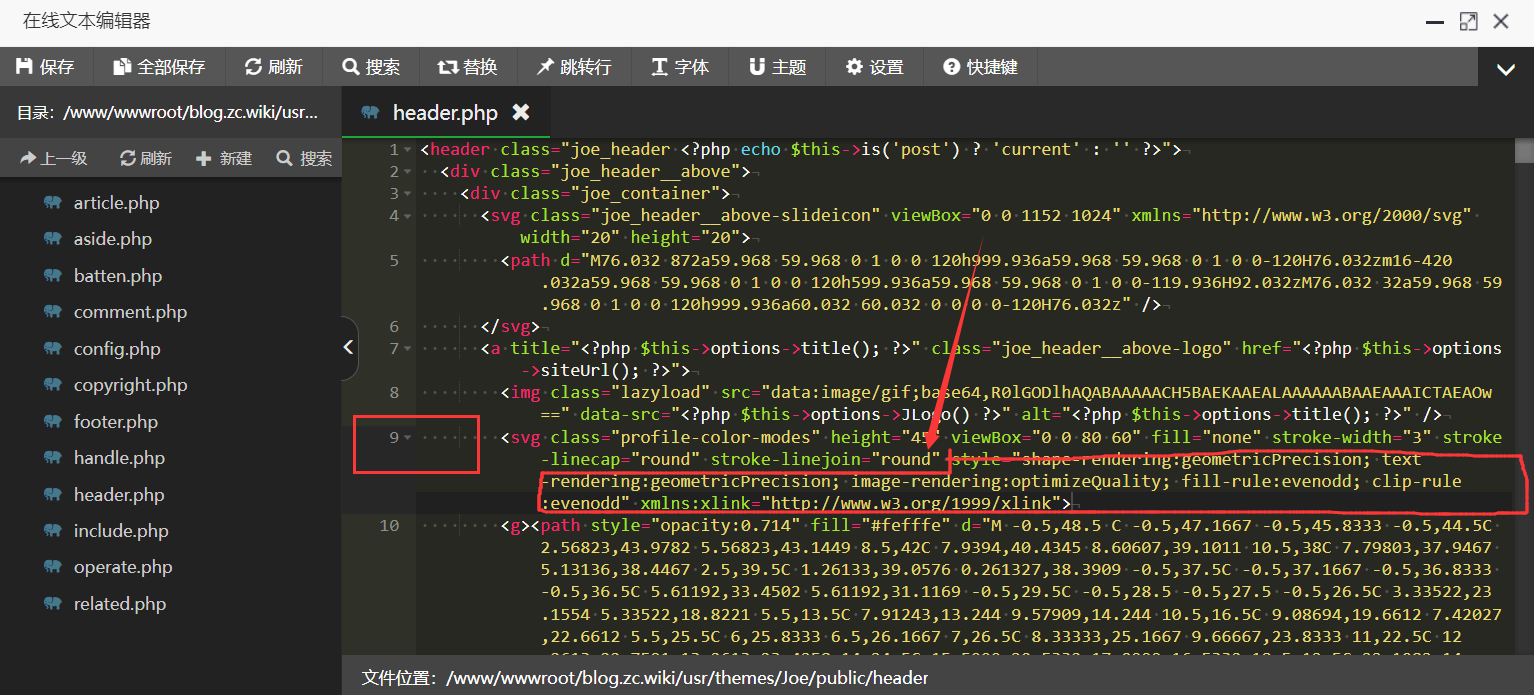 在线文本编辑器
保存 全部保存 刷新 搜索 替换 跳转行 字体 主题 设置 快捷键
目录： /www/wwwroot/blog.zc.wiki/usr...
header.php
上一级 刷新 新建 搜索
article.php
aside.php
batten.php
comment.php
config.php
copyright.php
footer.php
handle.php
header.php
include.php
operate.php
related.php
1 <header class="joe_header <?php echo $this->is('post') ? 'current' : '' ?>">
2 <div class="joe_header__above">
3 <div class="joe_container">
4 <svg class="joe_header__above-slideicon" viewBox="0 0 1152 1024" xmlns="http://www.w3.org/2000/svg"
width="20" height="20">
5 <path d="M76.032 872a59.968 59.968 0 1 0 0 120h999.936a59.968 59.968 0 1 0 0-120H76.032zm16-420
.032a59.968 59.968 0 1 0 0 120h599.936a59.968 59.968 0 1 0 0-119.936H92.032zM76.032 32a59.968 59
.968 0 1 0 0 120h999.936a60.032 60.032 0 0 0 0-120H76.032z" />
6 </svg>
7 <a title="<?php $this->options->title(); ?>" class="joe_header__above-logo" href="<?php $this->options
->siteUrl(); ?>">
8 <img class="lazyload" src="data:image/gif;base64,R0lGODlhAQABAAAAACH5BAEKAAEALAAAAAABAAEAAAICTAEAOw
==" data-src="<?php $this->options->JLogo() ?>" alt="<?php $this->options->title(); ?>" />
9 <svg class="profile-color-modes" height="45" viewBox="0 0 80 60" fill="none" stroke-width="3" stroke
-linecap="round" stroke-linejoin="round" style="shape-rendering:geometricPrecision; text
-rendering:geometricPrecision; image-rendering:optimizeQuality; fill-rule:evenodd; clip-rule
:evenodd" xmlns:xlink="http://www.w3.org/1999/xlink">
10 <g><path style="opacity:0.714" fill="#fefffe" d="M -0.5,48.5 C -0.5,47.1667 -0.5,45.8333 -0.5,44.5C
2.56823,43.9782 5.56823,43.1449 8.5,42C 7.9394,40.4345 8.60607,39.1011 10.5,38C 7.79803,37.9467
5.13136,38.4467 2.5,39.5C 1.26133,39.0576 0.261327,38.3909 -0.5,37.5C -0.5,37.1667 -0.5,36.8333
-0.5,36.5C 5.61192,33.4502 5.61192,31.1169 -0.5,29.5C -0.5,28.5 -0.5,27.5 -0.5,26.5C 3.33522,23
.1554 5.33522,18.8221 5.5,13.5C 7.91243,13.244 9.57909,14.244 10.5,16.5C 9.08694,19.6612 7.42027
,22.6612 5.5,25.5C 6,25.8333 6.5,26.1667 7,26.5C 8.33333,25.1667 9.66667,23.8333 11,22.5C 12
文件位置： /www/wwwroot/blog.zc.wiki/usr/themes/Joe/public/header